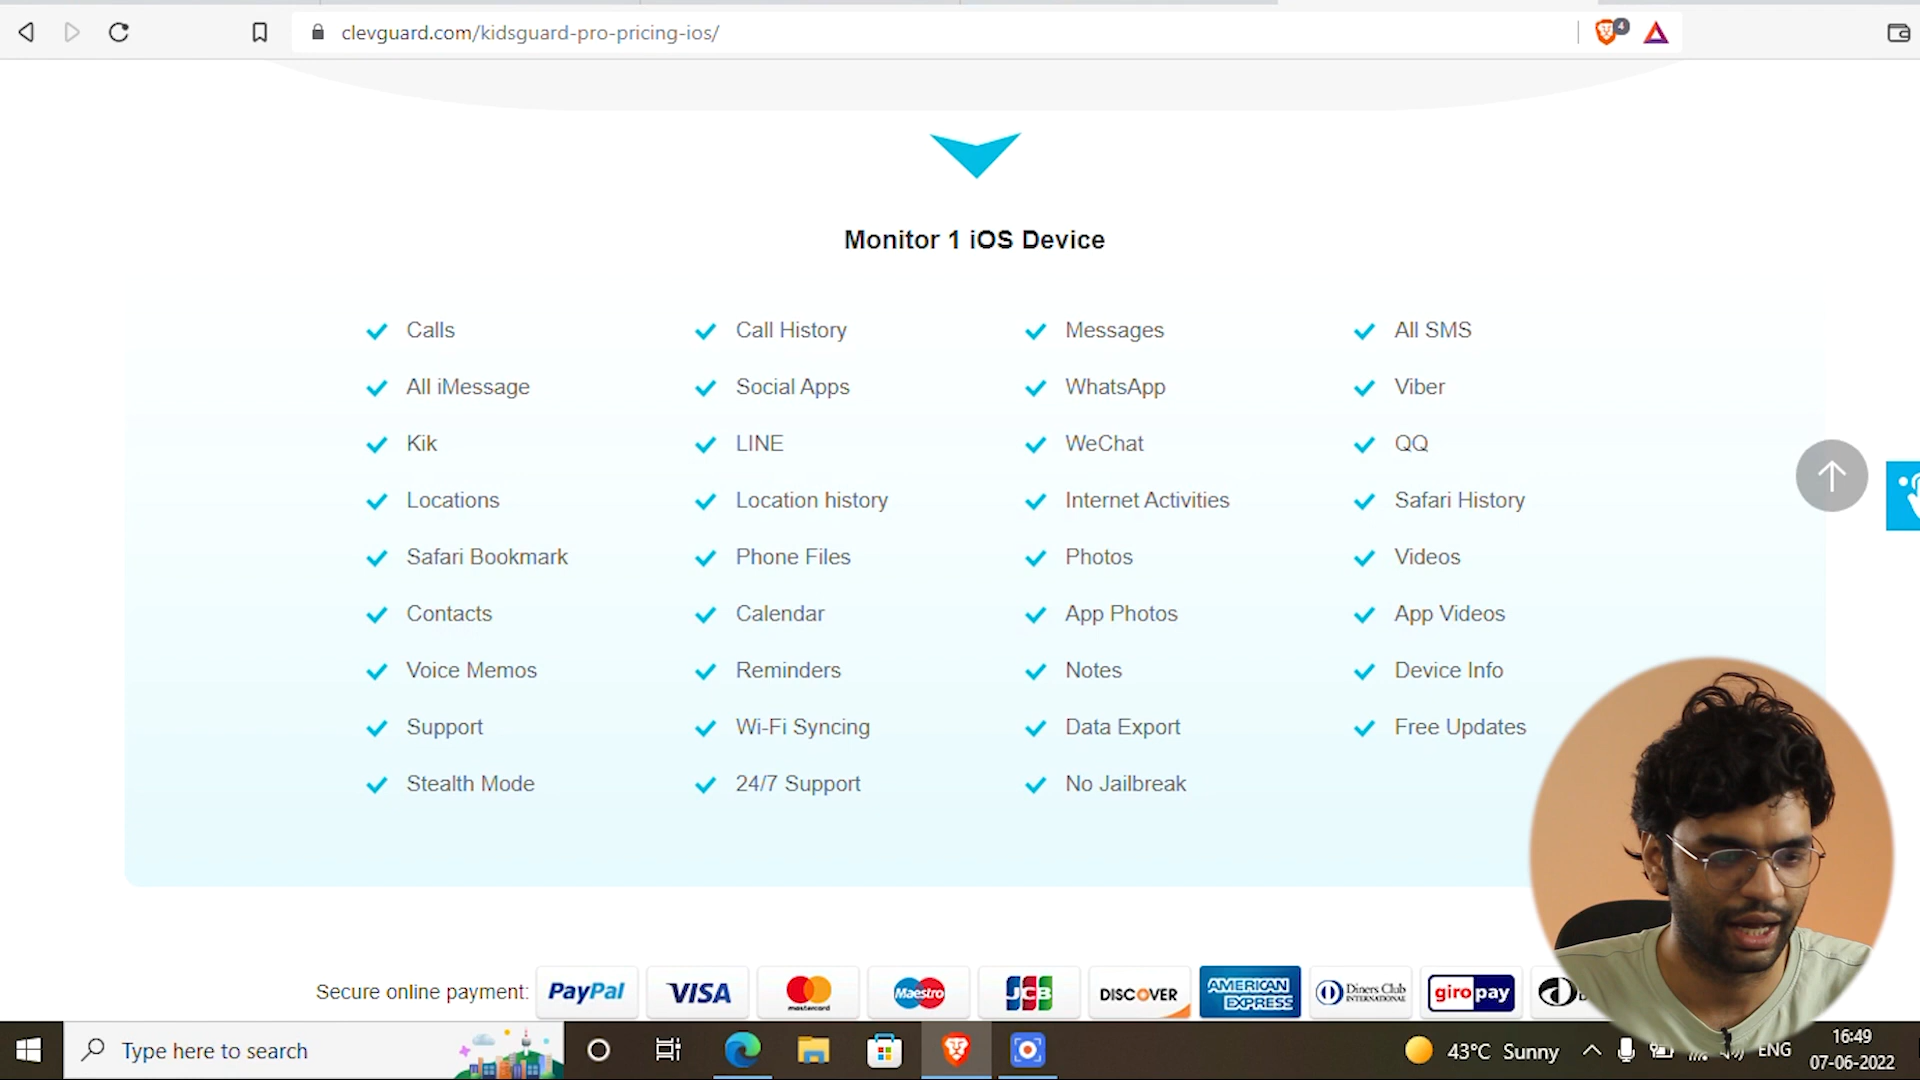 clevguard.com/kidsguard-pro-pricing-ios/
4
Monitor 1 iOS Device
Calls Call History Messages All SMS
All iMessage Social Apps WhatsApp Viber
Kik LINE WeChat QQ
Locations Location history Internet Activities Safari History
Safari Bookmark Phone Files Photos Videos
Contacts Calendar App Photos App Videos
Voice Memos Reminders Notes Device Info
Support Wi-Fi Syncing Data Export Free Updates
Stealth Mode 24/7 Support No Jailbreak
Secure online payment: PayPal VISA mastercard Maestro JCB DISCOVER AMERICAN EXPRESS Diners Club INTERNATIONAL giropay
Type here to search
43°C Sunny
ENG
16:49
07-06-2022